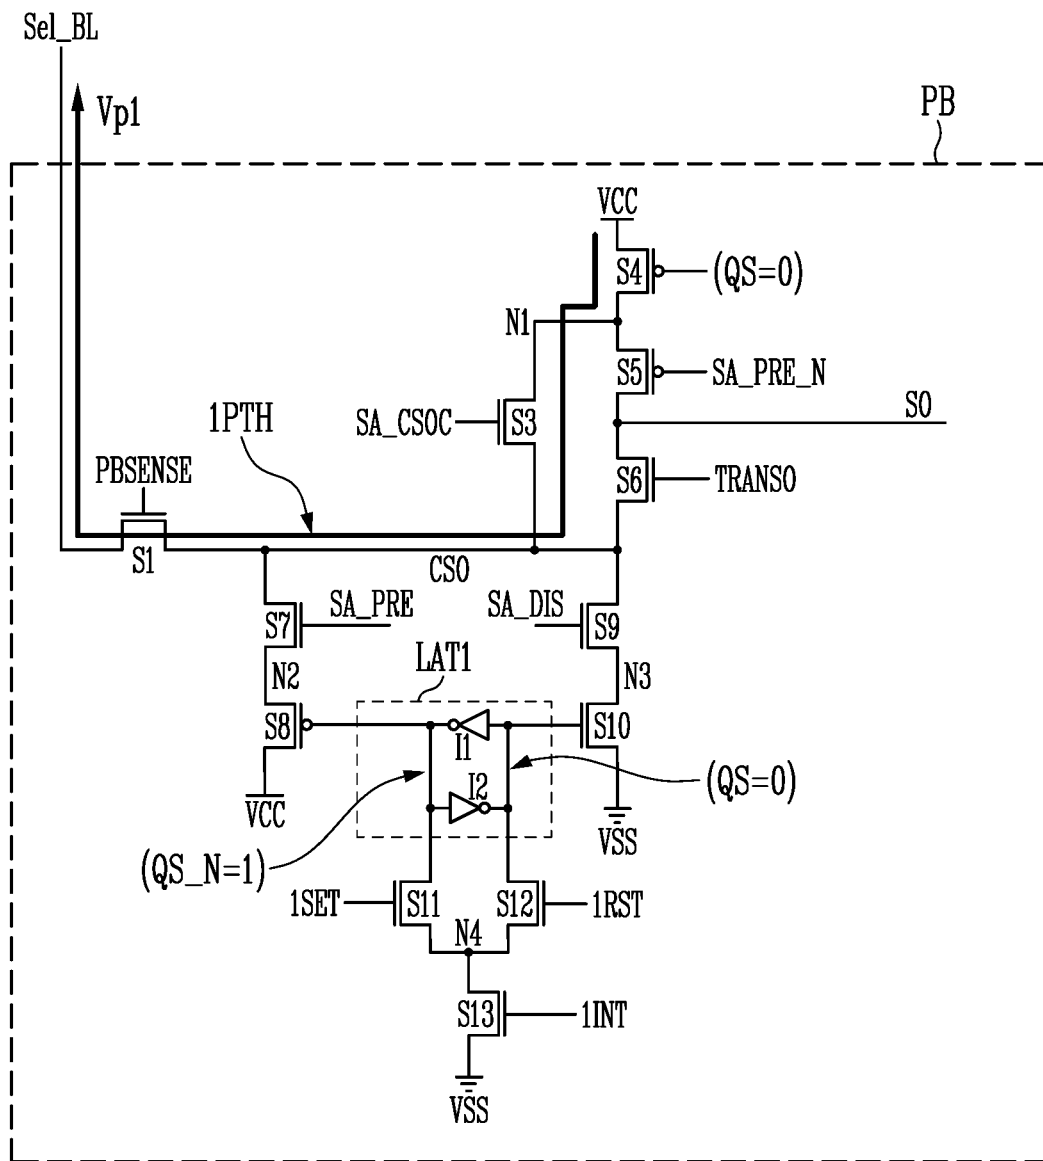 Sel_BL
Vp1
PB
VCC
S4
(QS=0)
N1
S5
SA_PRE_N
SA_CSOC
S3
SO
1PTH
PBSENSE
S6
TRANSO
S1
CSO
SA_PRE
SA_DIS
S7
S9
LAT1
N2
N3
S8
I1
S10
I2
(QS=0)
VCC
VSS
(QS_N=1)
1SET
S11
S12
1RST
N4
S13
1INT
VSS